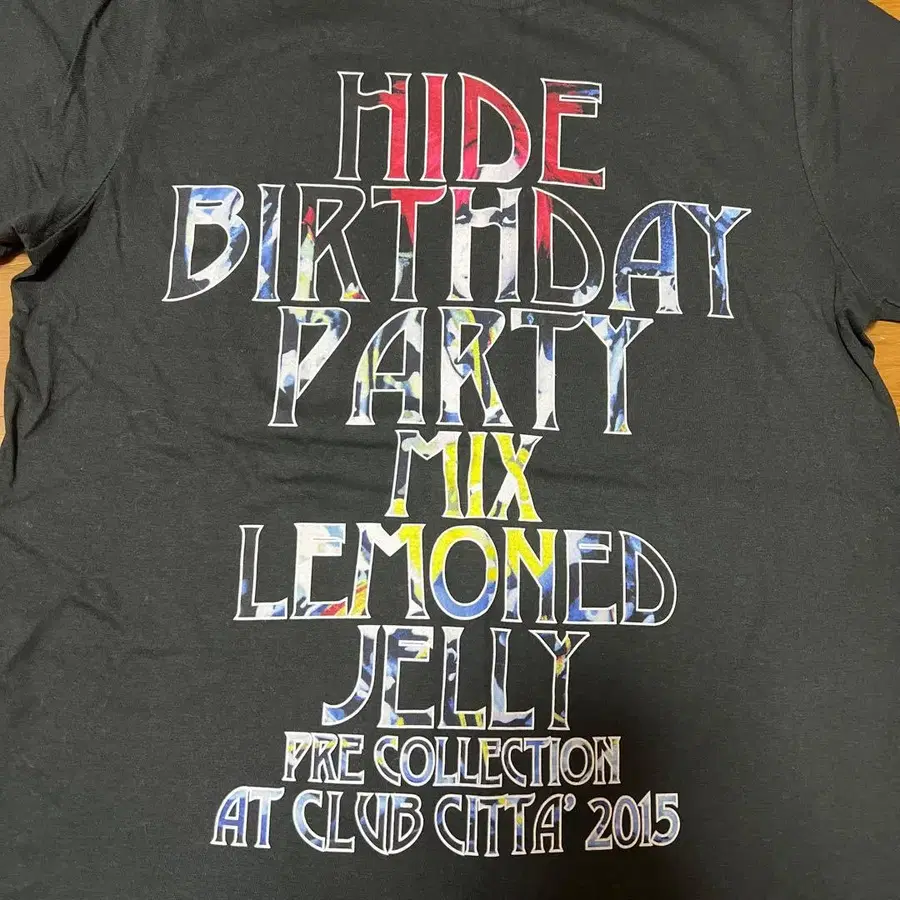 HIDE
BIRTHDAY
PARTY
MIX
LEMONED
JELLY
PRE COLLECTION
AT CLUB CITTA' 2015